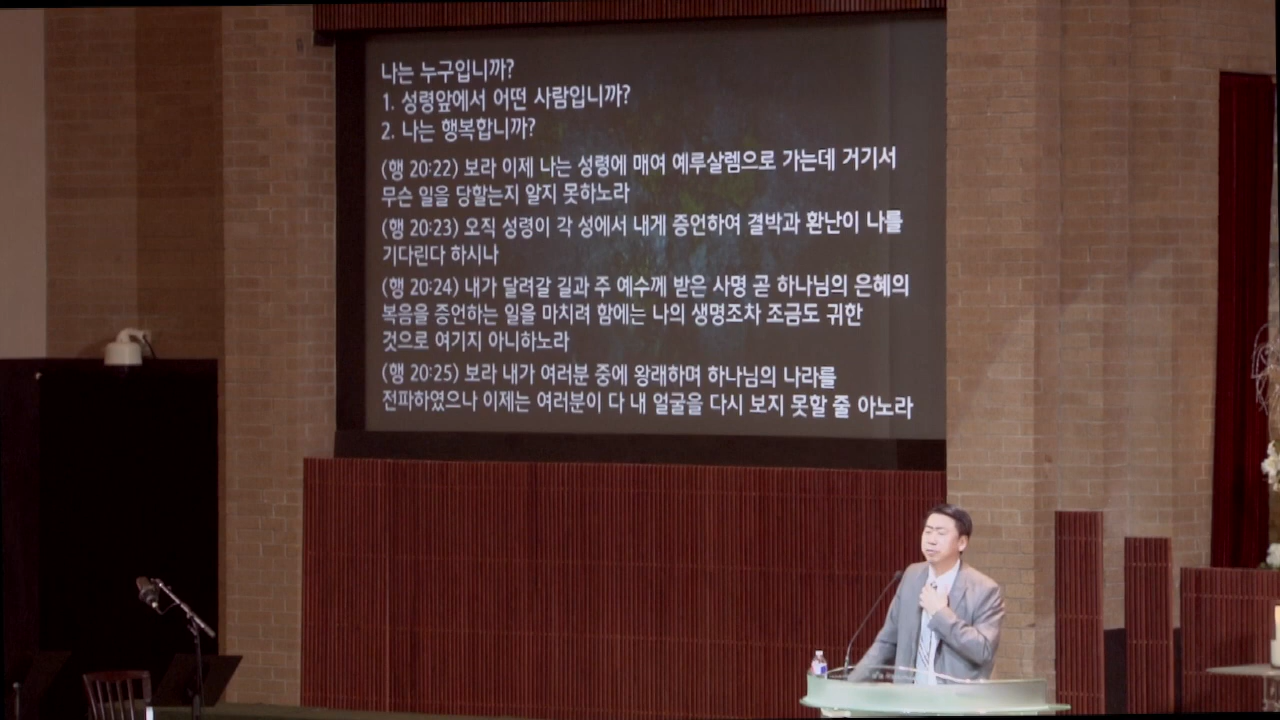 나는 누구입니까?
1. 성령앞에서 어떤 사람입니까?
2. 나는 행복합니까?
(행 20:22) 보라 이제 나는 성령에 매여 예루살렘으로 가는데 거기서
무슨 일을 당할는지 알지 못하노라
(행 20:23) 오직 성령이 각 성에서 내게 증언하여 결박과 환난이 나를
기다린다 하시나
(행 20:24) 내가 달려갈 길과 주 예수께 받은 사명 곧 하나님의 은혜의
복음을 증언하는 일을 마치려 함에는 나의 생명조차 조금도 귀한
것으로 여기지 아니하노라
(행 20:25) 보라 내가 여러분 중에 왕래하며 하나님의 나라를
전파하였으나 이제는 여러분이 다 내 얼굴을 다시 보지 못할 줄 아노라